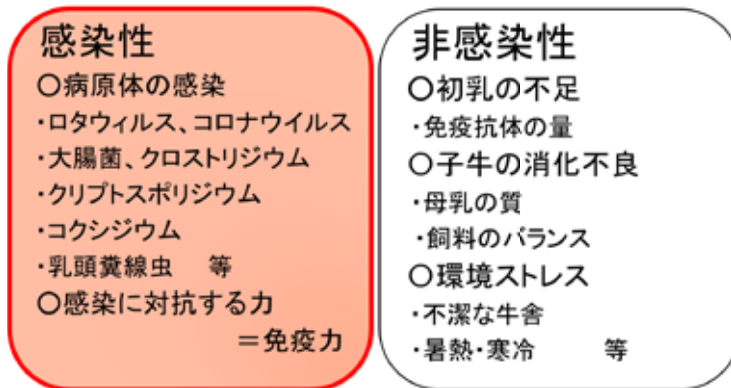 感染性
〇病原体の感染
・ロタウィルス、コロナウイルス
・大腸菌、クロストリジウム
・クリプトスポリジウム
・コクシジウム
・乳頭糞線虫　等
〇感染に対抗する力
＝免疫力
非感染性
〇初乳の不足
・免疫抗体の量
〇子牛の消化不良
・母乳の質
・飼料のバランス
〇環境ストレス
・不潔な牛舎
・暑熱・寒冷　　等